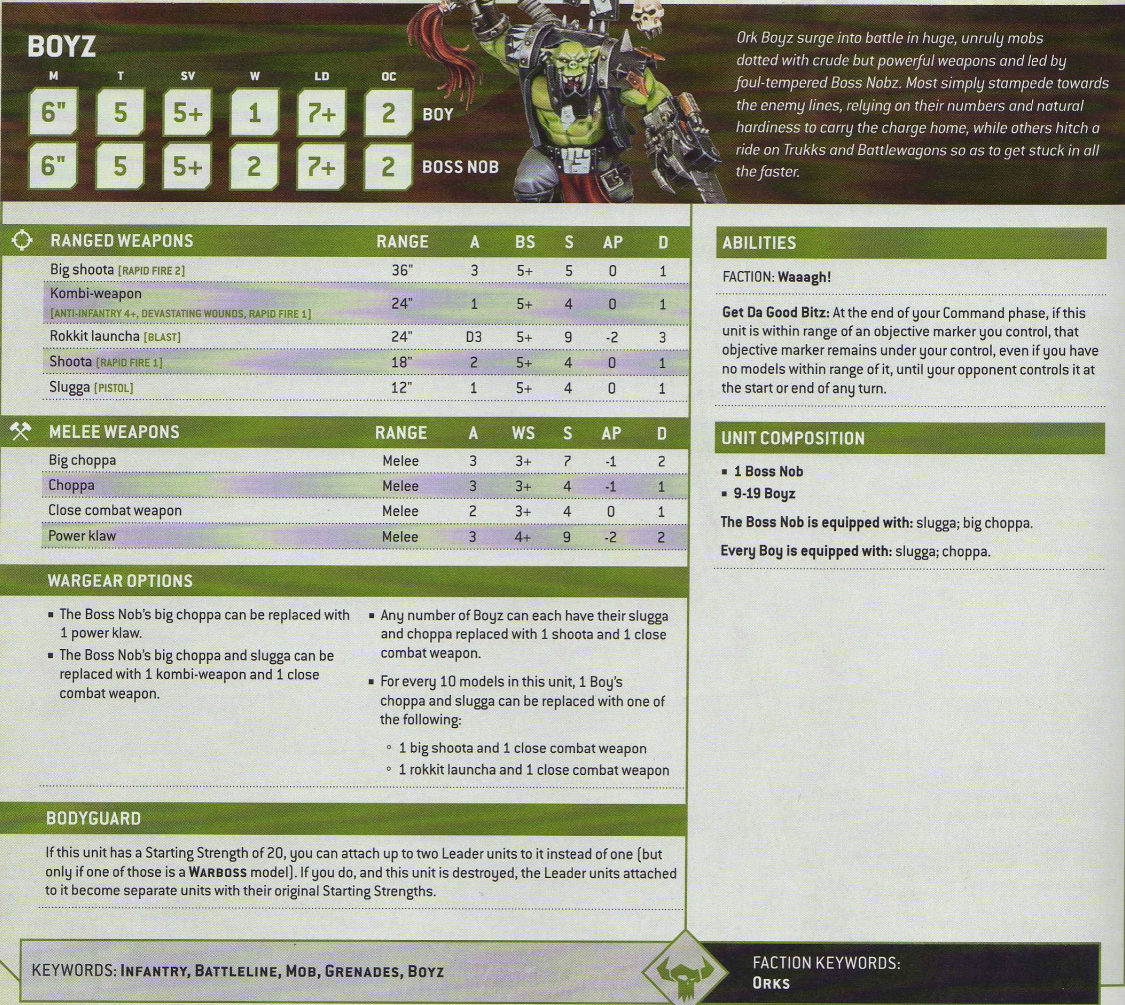 BOYZ
M T SV W LD OC
6" 5 5+ 1 7+ 2 BOY
6" 5 5+ 2 7+ 2 BOSS NOB
Ork Boyz surge into battle in huge, unruly mobs
dotted with crude but powerful weapons and led by
foul-tempered Boss Nobz. Most simply stampede towards
the enemy lines, relying on their numbers and natural
hardiness to carry the charge home, while others hitch a
ride on Trukks and Battlewagons so as to get stuck in all
the faster.
RANGED WEAPONS RANGE A BS S AP D
Big shoota [RAPID FIRE 2] 36" 3 5+ 5 0 1
Kombi-weapon
[ANTI-INFANTRY 4+, DEVASTATING WOUNDS, RAPID FIRE 1] 24" 1 5+ 4 0 1
Rokkit launcha [BLAST] 24" D3 5+ 9 -2 3
Shoota [RAPID FIRE 1] 18" 2 5+ 4 0 1
Slugga [PISTOL] 12" 1 5+ 4 0 1
MELEE WEAPONS RANGE A WS S AP D
Big choppa Melee 3 3+ 7 -1 2
Choppa Melee 3 3+ 4 -1 1
Close combat weapon Melee 2 3+ 4 0 1
Power klaw Melee 3 4+ 9 -2 2
WARGEAR OPTIONS
▪ The Boss Nob's big choppa can be replaced with
1 power klaw.
▪ The Boss Nob's big choppa and slugga can be
replaced with 1 kombi-weapon and 1 close
combat weapon.
▪ Any number of Boyz can each have their slugga
and choppa replaced with 1 shoota and 1 close
combat weapon.
▪ For every 10 models in this unit, 1 Boy's
choppa and slugga can be replaced with one of
the following:
◦ 1 big shoota and 1 close combat weapon
◦ 1 rokkit launcha and 1 close combat weapon
BODYGUARD
If this unit has a Starting Strength of 20, you can attach up to two Leader units to it instead of one (but
only if one of those is a WARBOSS model). If you do, and this unit is destroyed, the Leader units attached
to it become separate units with their original Starting Strengths.
ABILITIES
FACTION: Waaagh!
Get Da Good Bitz: At the end of your Command phase, if this
unit is within range of an objective marker you control, that
objective marker remains under your control, even if you have
no models within range of it, until your opponent controls it at
the start or end of any turn.
UNIT COMPOSITION
▪ 1 Boss Nob
▪ 9-19 Boyz
The Boss Nob is equipped with: slugga; big choppa.
Every Boy is equipped with: slugga; choppa.
KEYWORDS: INFANTRY, BATTLELINE, MOB, GRENADES, BOYZ
FACTION KEYWORDS:
ORKS